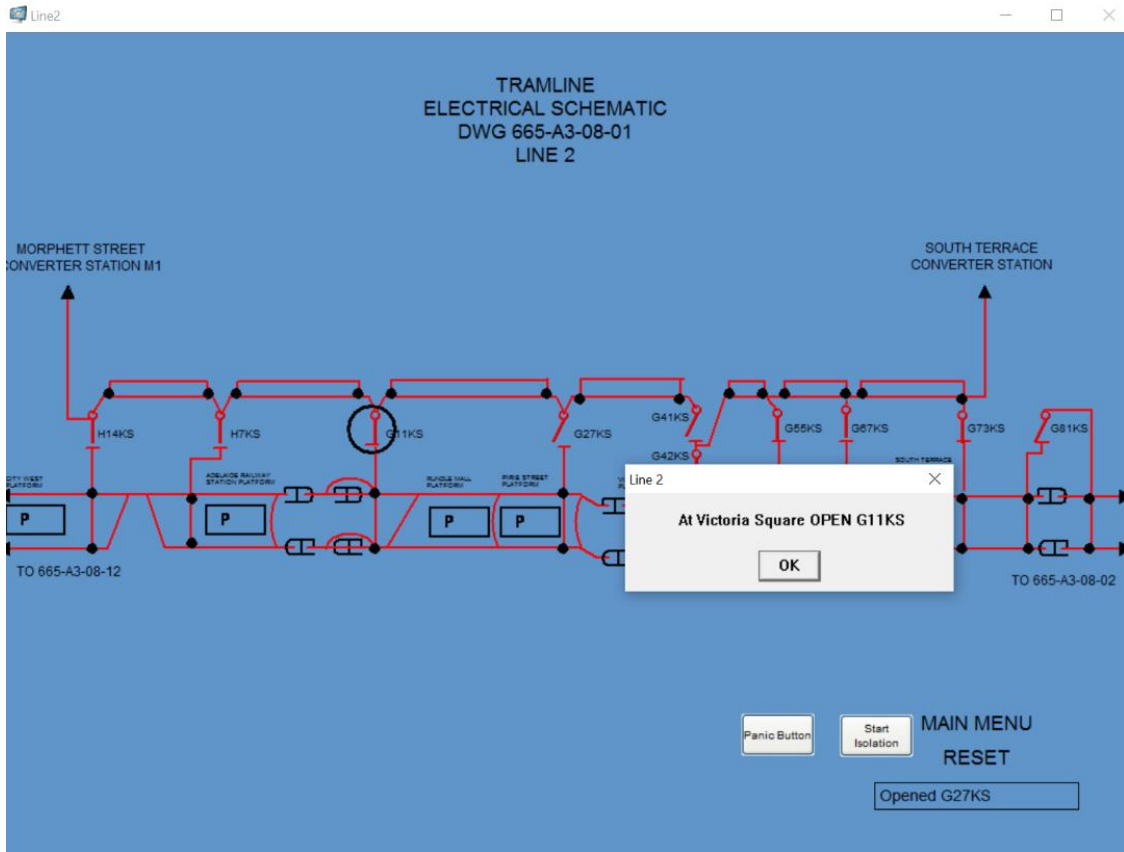 Line2
TRAMLINE
ELECTRICAL SCHEMATIC
DWG 665-A3-08-01
LINE 2
MORPHETT STREET
CONVERTER STATION M1
SOUTH TERRACE
CONVERTER STATION
H14KS
H7KS
G11KS
G27KS
G41KS
G42KS
G55KS
G67KS
G73KS
G81KS
CITY WEST
PLATFORM
P
ADELAIDE RAILWAY
STATION PLATFORM
P
RUNDLE MALL
PLATFORM
P
PIRIE STREET
PLATFORM
P
SOUTH TERRACE
Line 2
At Victoria Square OPEN G11KS
OK
TO 665-A3-08-12
TO 665-A3-08-02
Panic Button
Start
Isolation
MAIN MENU
RESET
Opened G27KS